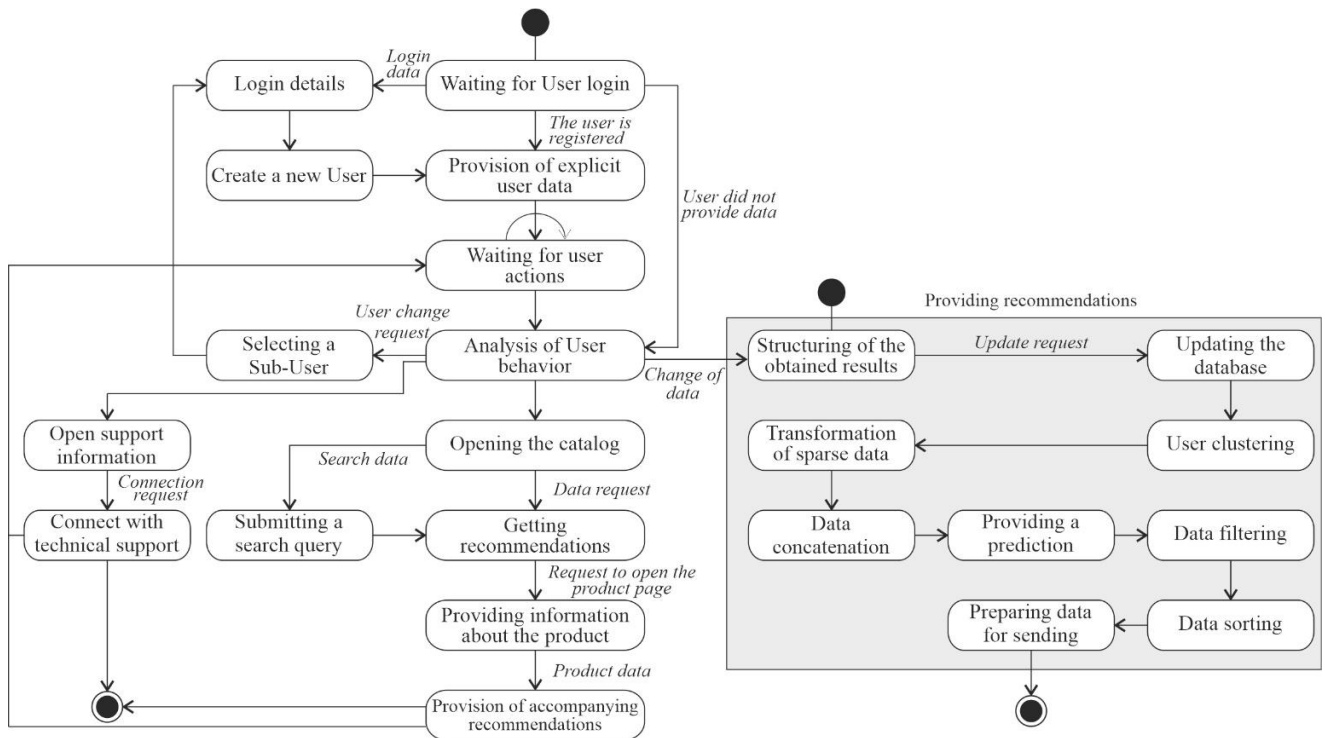 Login
data
Login details
Waiting for User login
The user is
registered
Create a new User
Provision of explicit
user data
User did not
provide data
Waiting for user
actions
User change
request
Selecting a
Sub-User
Analysis of User
behavior
Change of
data
Open support
information
Connection
request
Connect with
technical support
Opening the catalog
Search data
Data request
Submitting a
search query
Getting
recommendations
Request to open the
product page
Providing information
about the product
Product data
Provision of accompanying
recommendations
Providing recommendations
Structuring of the
obtained results
Update request
Updating the
database
Transformation
of sparse data
User clustering
Data
concatenation
Providing a
prediction
Data filtering
Preparing data
for sending
Data sorting